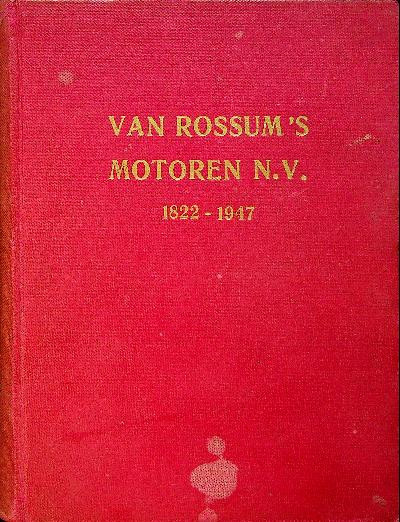 VAN ROSSUM'S
MOTOREN N.V.
1822 - 1947